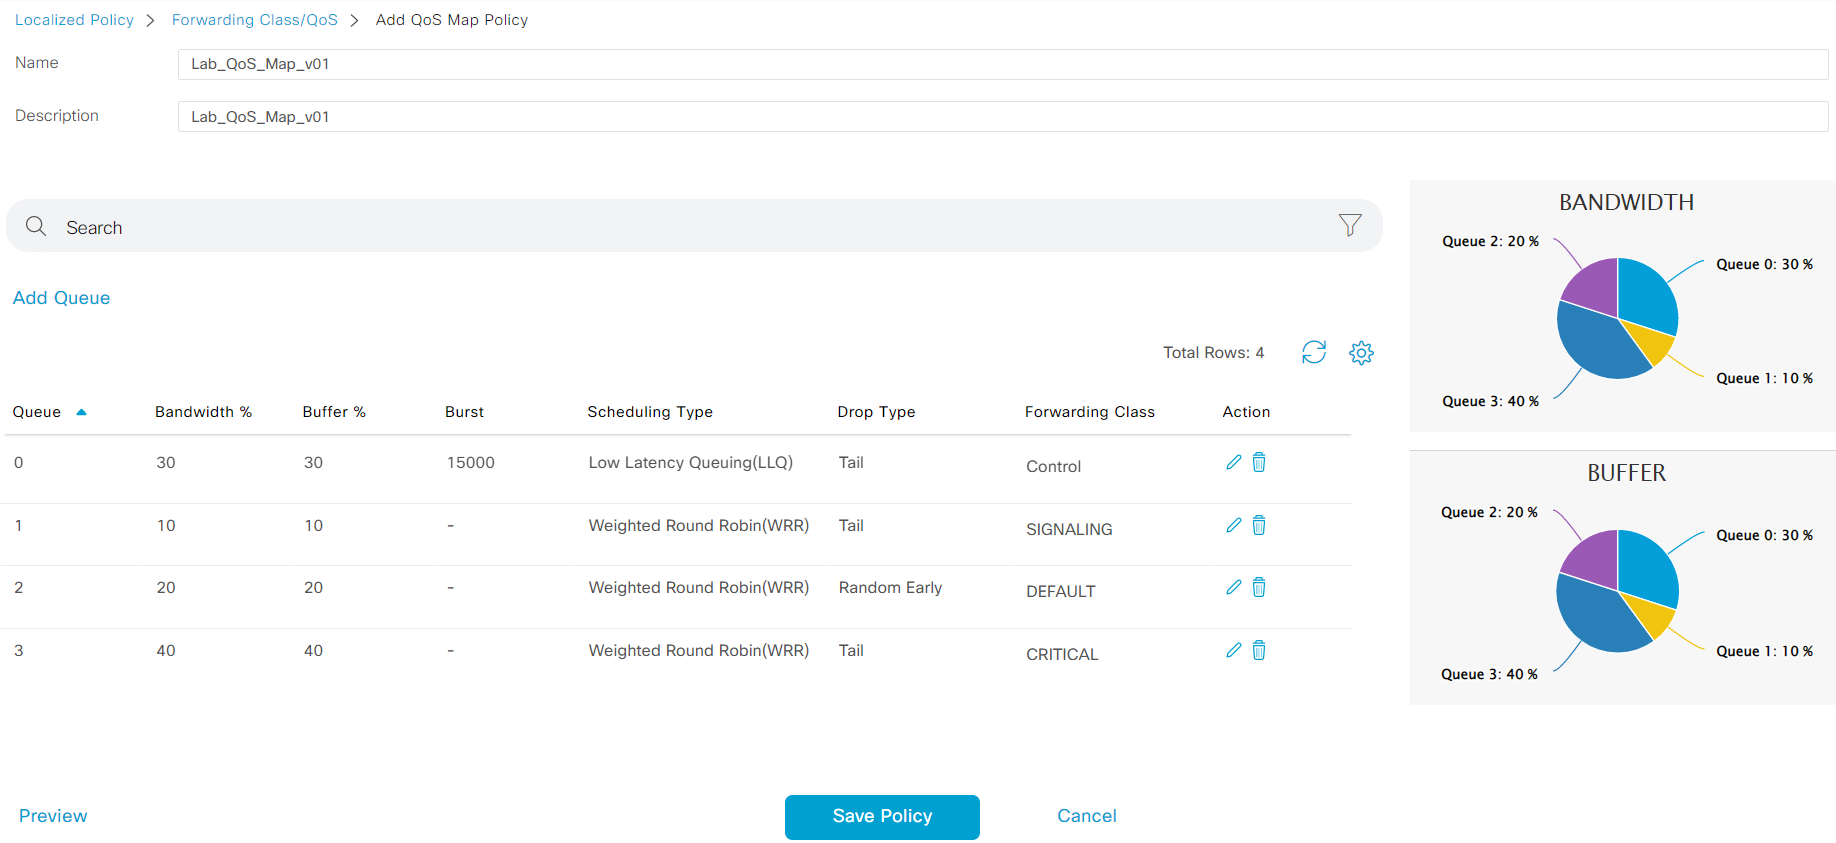 Localized Policy > Forwarding Class/QoS > Add QoS Map Policy
Name Lab_QoS_Map_v01
Description Lab_QoS_Map_v01
Search
Add Queue
Total Rows: 4
Queue Bandwidth % Buffer % Burst Scheduling Type Drop Type Forwarding Class Action
0 30 30 15000 Low Latency Queuing(LLQ) Tail Control
1 10 10 - Weighted Round Robin(WRR) Tail SIGNALING
2 20 20 - Weighted Round Robin(WRR) Random Early DEFAULT
3 40 40 - Weighted Round Robin(WRR) Tail CRITICAL
BANDWIDTH
Queue 2: 20 %
Queue 0: 30 %
Queue 1: 10 %
Queue 3: 40 %
BUFFER
Queue 2: 20 %
Queue 0: 30 %
Queue 1: 10 %
Queue 3: 40 %
Preview Save Policy Cancel